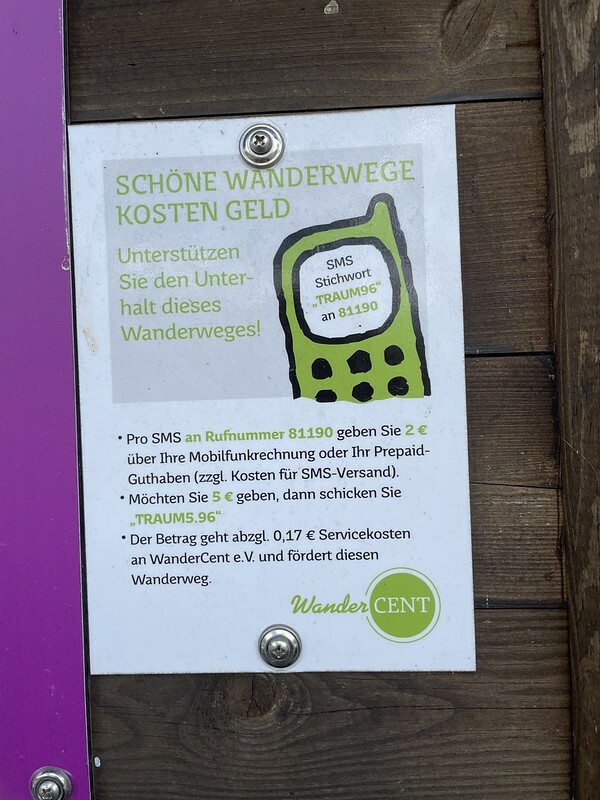 SCHÖNE WANDERWEGE
KOSTEN GELD
Unterstützen
Sie den Unter-
halt dieses
Wanderweges!
SMS
Stichwort
„TRAUM96“
an 81190
• Pro SMS an Rufnummer 81190 geben Sie 2 €
über Ihre Mobilfunkrechnung oder Ihr Prepaid-
Guthaben (zzgl. Kosten für SMS-Versand).
• Möchten Sie 5 € geben, dann schicken Sie
„TRAUM5.96“
• Der Betrag geht abzgl. 0,17 € Servicekosten
an WanderCent e.V. und fördert diesen
Wanderweg.
Wander CENT